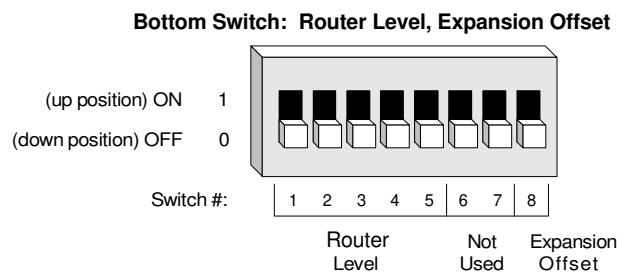 Bottom Switch: Router Level, Expansion Offset
(up position) ON 1
(down position) OFF 0
Switch #: 1 2 3 4 5 6 7 8
Router Not Expansion
Level Used Offset